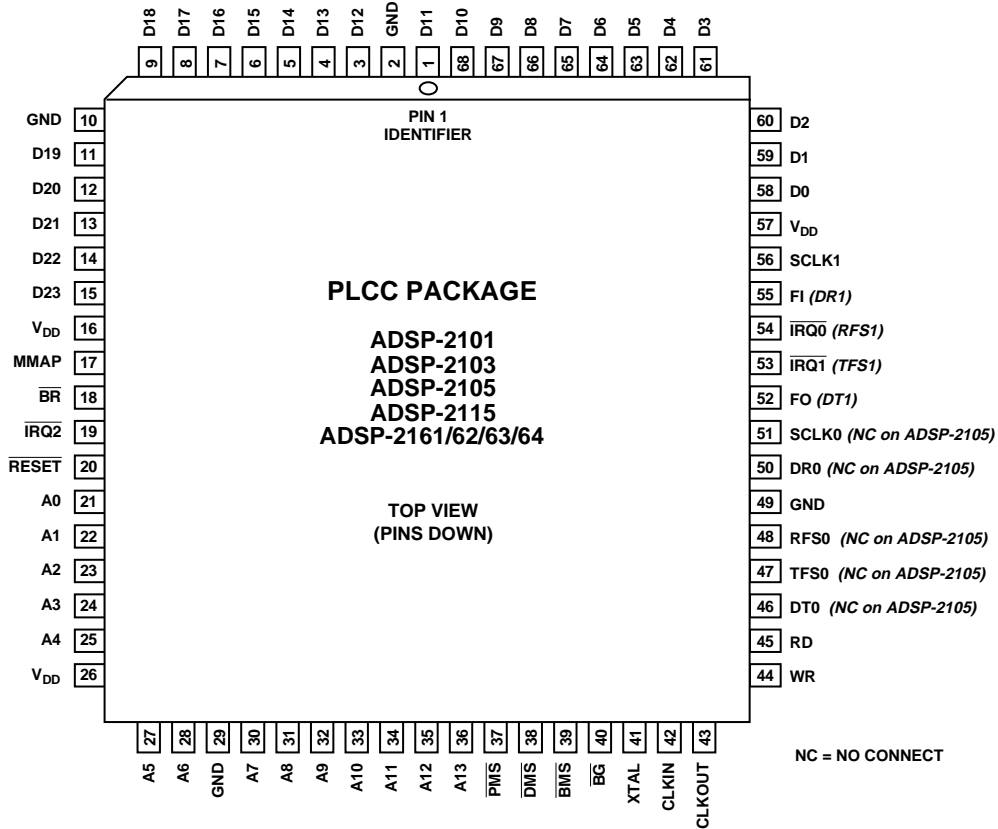 D18 D17 D16 D15 D14 D13 D12 GND D11 D10 D9 D8 D7 D6 D5 D4 D3
9 8 7 6 5 4 3 2 1 68 67 66 65 64 63 62 61
PIN 1
IDENTIFIER
GND 10
D19 11
D20 12
D21 13
D22 14
D23 15
VDD 16
MMAP 17
BR 18
IRQ2 19
RESET 20
A0 21
A1 22
A2 23
A3 24
A4 25
VDD 26
PLCC PACKAGE
ADSP-2101
ADSP-2103
ADSP-2105
ADSP-2115
ADSP-2161/62/63/64
TOP VIEW
(PINS DOWN)
60 D2
59 D1
58 D0
57 VDD
56 SCLK1
55 FI (DR1)
54 IRQ0 (RFS1)
53 IRQ1 (TFS1)
52 FO (DT1)
51 SCLK0 (NC on ADSP-2105)
50 DR0 (NC on ADSP-2105)
49 GND
48 RFS0 (NC on ADSP-2105)
47 TFS0 (NC on ADSP-2105)
46 DT0 (NC on ADSP-2105)
45 RD
44 WR
27 28 29 30 31 32 33 34 35 36 37 38 39 40 41 42 43
A5 A6 GND A7 A8 A9 A10 A11 A12 A13 PMS DMS BMS BG XTAL CLKIN CLKOUT
NC = NO CONNECT